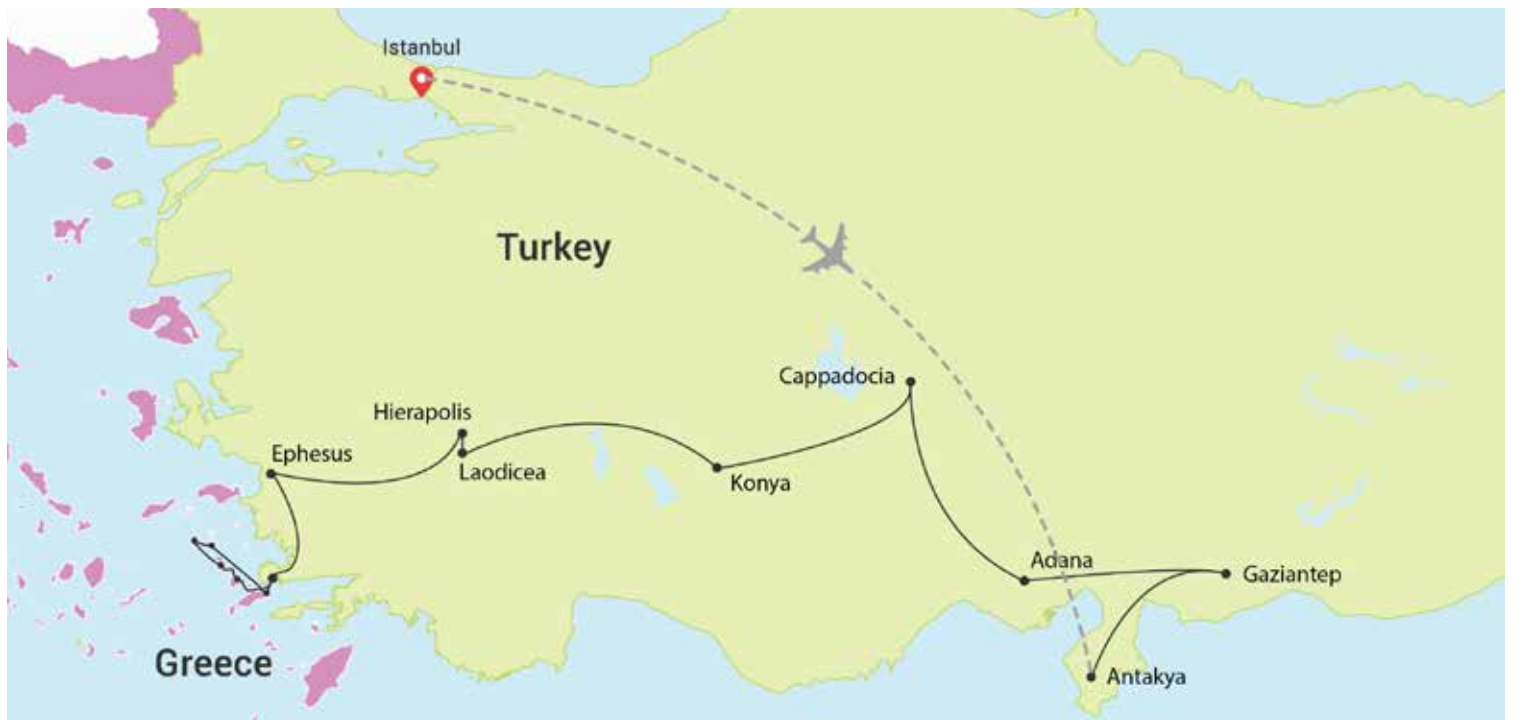 Istanbul
Turkey
Cappadocia
Hierapolis
Ephesus
Laodicea
Konya
Adana
Gaziantep
Greece
Antakya